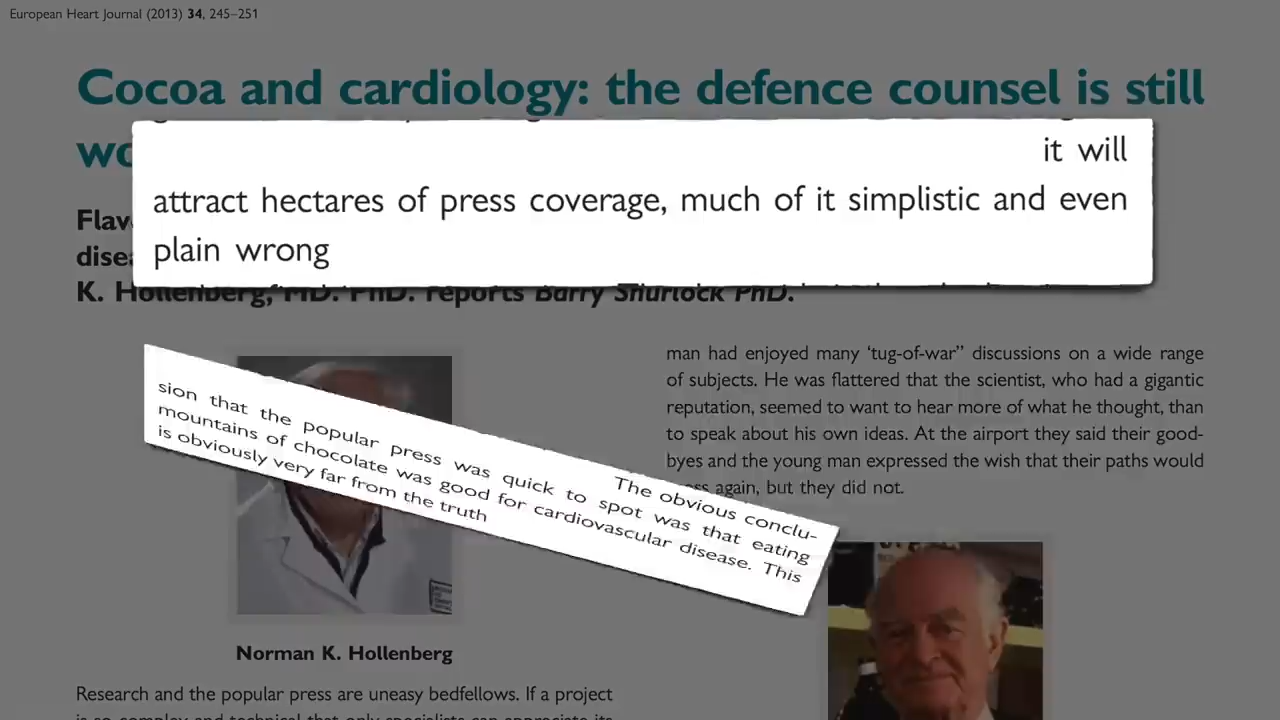 European Heart Journal (2013) 34, 245–251
Cocoa and cardiology: the defence counsel is still
it will
attract hectares of press coverage, much of it simplistic and even
plain wrong
K. Hollenberg, MD. PhD. reports Barry Shurlock PhD.
The obvious conclu-
sion that the popular press was quick to spot was that eating
mountains of chocolate was good for cardiovascular disease. This
is obviously very far from the truth
Norman K. Hollenberg
Research and the popular press are uneasy bedfellows. If a project
man had enjoyed many ‘tug-of-war” discussions on a wide range
of subjects. He was flattered that the scientist, who had a gigantic
reputation, seemed to want to hear more of what he thought, than
to speak about his own ideas. At the airport they said their good-
byes and the young man expressed the wish that their paths would
again, but they did not.